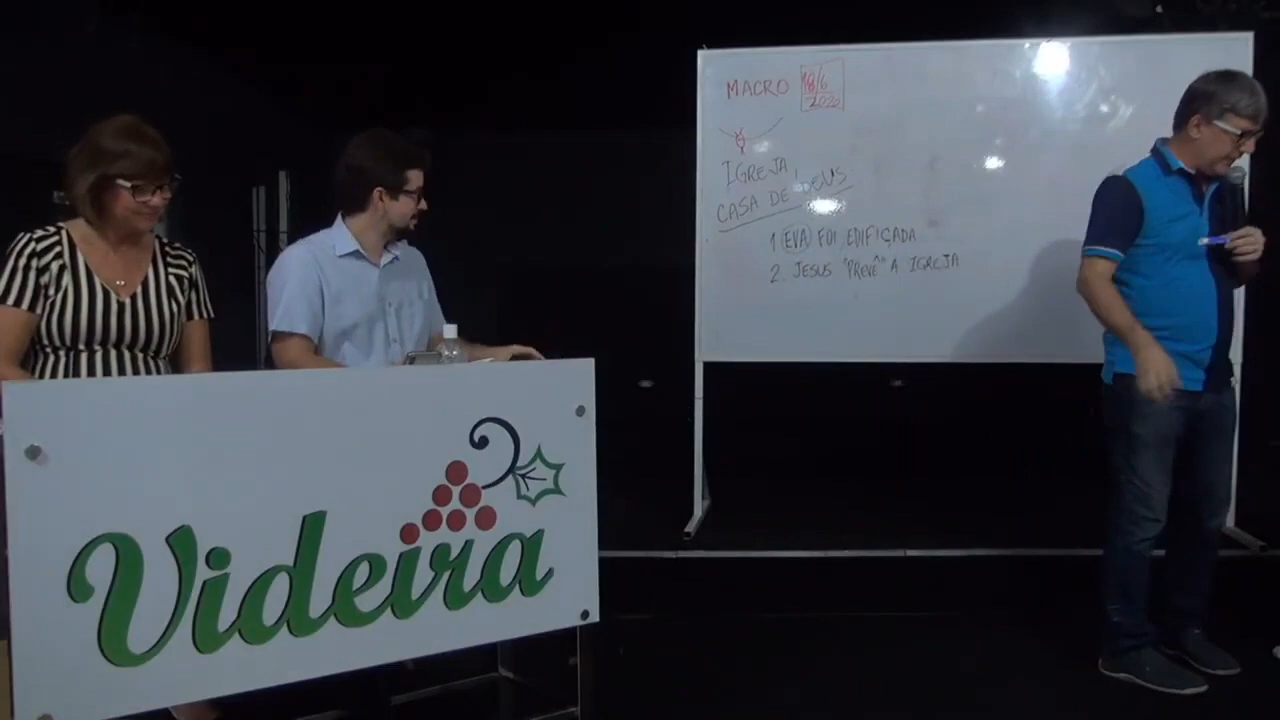 MACRO 18/6
2020
IGREJA,
CASA DE DEUS
1 (EVA) FOI EDIFICADA
2. JESUS "PREVÊ" A IGREJA
Videira